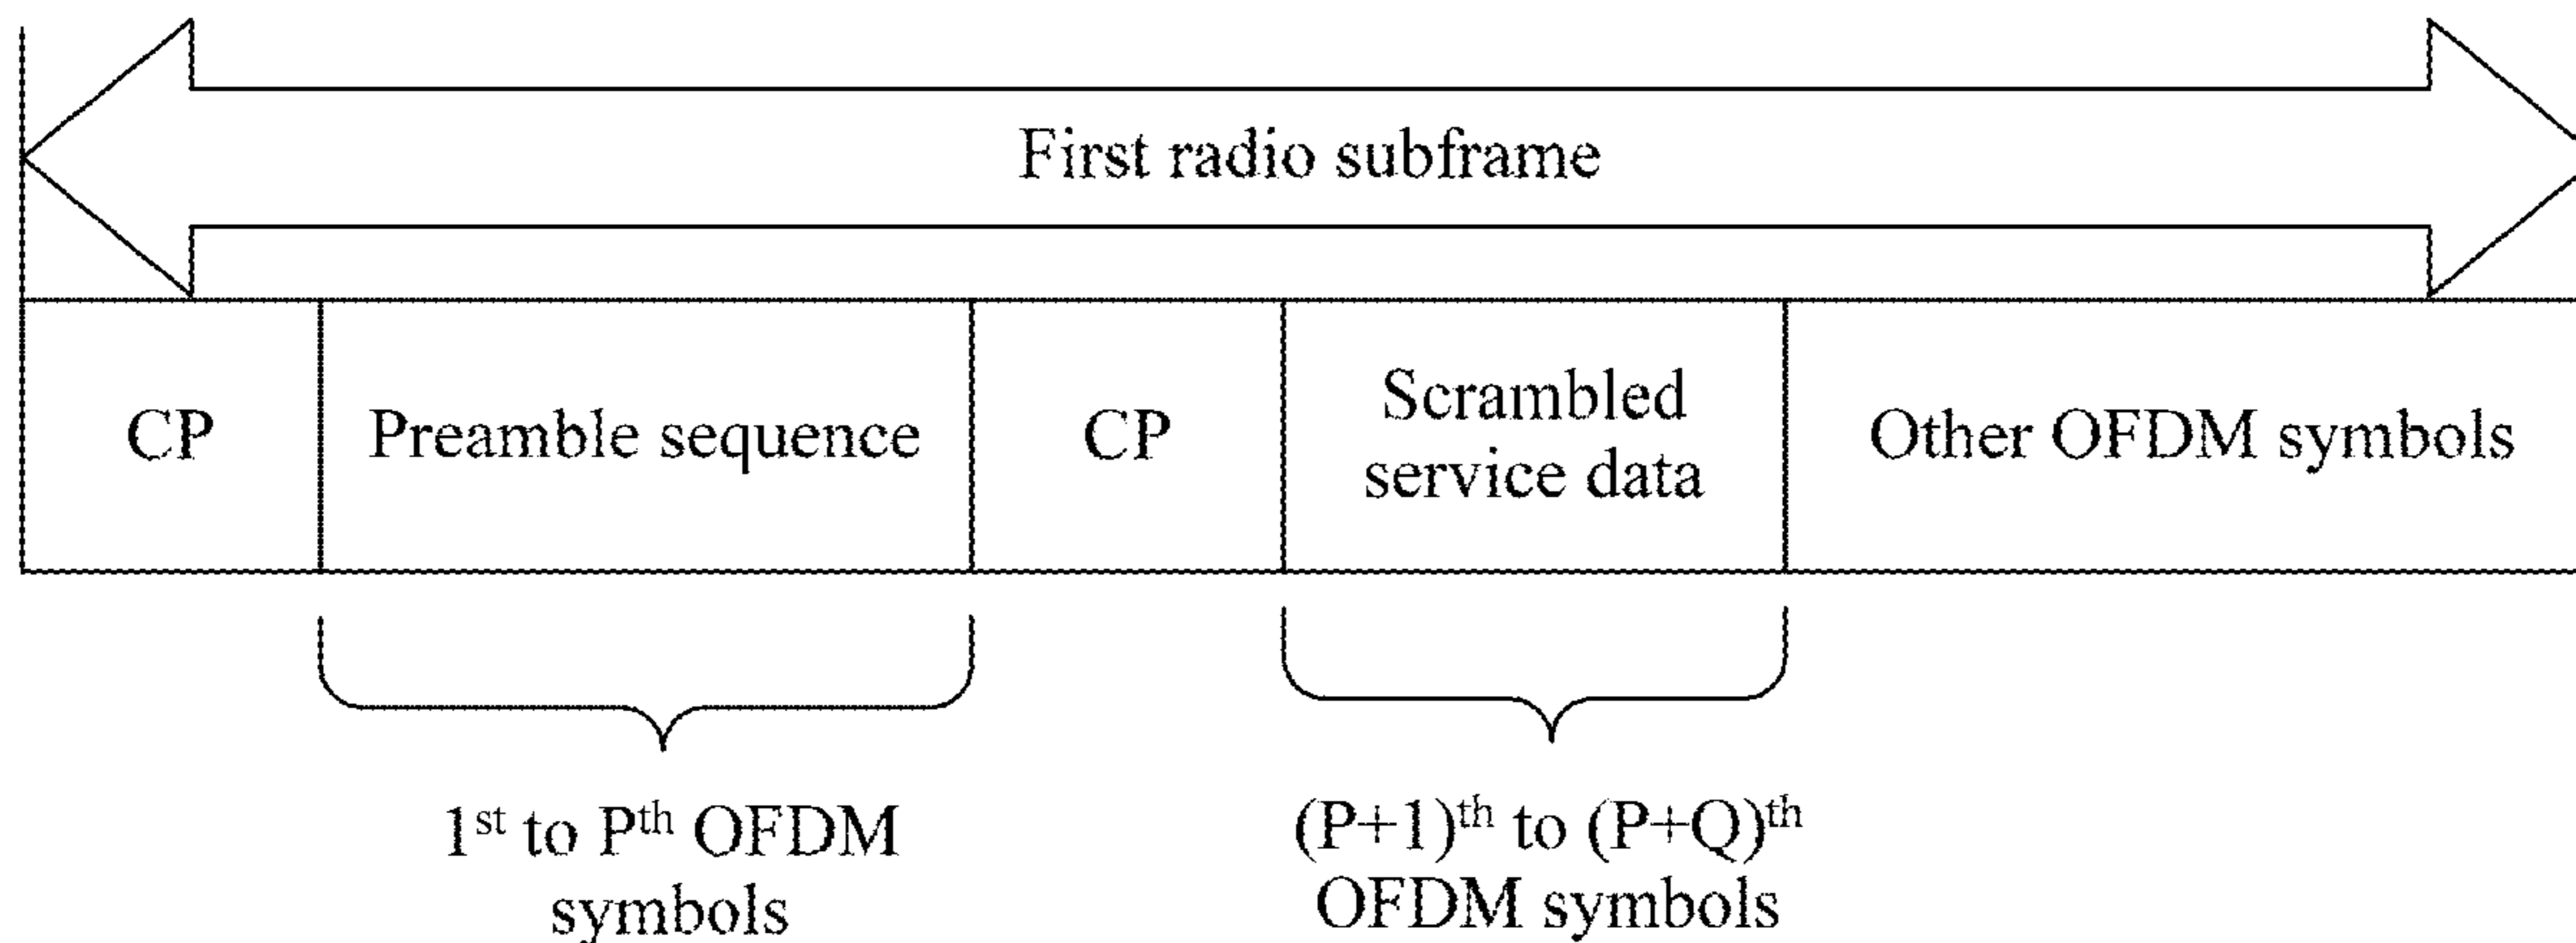 First radio subframe
CP
Preamble sequence
CP
Scrambled
service data
Other OFDM symbols
1st to Pth OFDM
symbols
(P+1)th to (P+Q)th
OFDM symbols